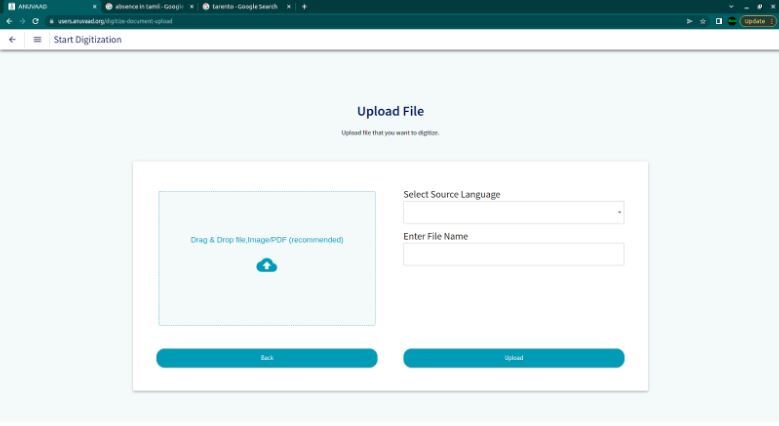 ANUVAAD
absence in tamil - Google
tarento - Google Search
users.anuvaad.org/digitize-document-upload
Update
Start Digitization
Upload File
Upload file that you want to digitize.
Drag & Drop file,Image/PDF (recommended)
Select Source Language
Enter File Name
Back
Upload